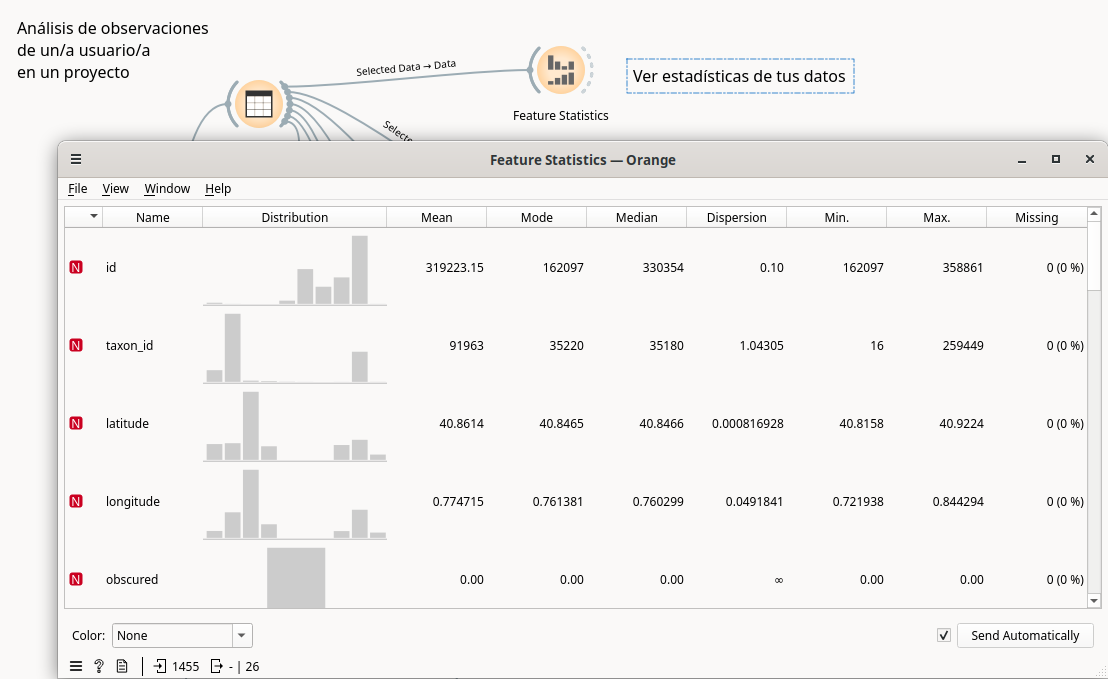 Análisis de observaciones
de un/a usuario/a
en un proyecto
Selected Data → Data
Ver estadísticas de tus datos
Feature Statistics
Feature Statistics — Orange
File View Window Help
Name Distribution Mean Mode Median Dispersion Min. Max. Missing
N id 319223.15 162097 330354 0.10 162097 358861 0 (0 %)
N taxon_id 91963 35220 35180 1.04305 16 259449 0 (0 %)
N latitude 40.8614 40.8465 40.8466 0.000816928 40.8158 40.9224 0 (0 %)
N longitude 0.774715 0.761381 0.760299 0.0491841 0.721938 0.844294 0 (0 %)
N obscured 0.00 0.00 0.00 ∞ 0.00 0.00 0 (0 %)
Color: None Send Automatically
? 1455 - | 26